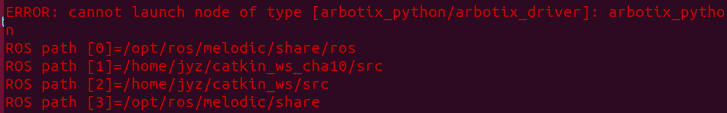 ERROR: cannot launch node of type [arbotix_python/arbotix_driver]: arbotix_pytho
n
ROS path [0]=/opt/ros/melodic/share/ros
ROS path [1]=/home/jyz/catkin_ws_cha10/src
ROS path [2]=/home/jyz/catkin_ws/src
ROS path [3]=/opt/ros/melodic/share